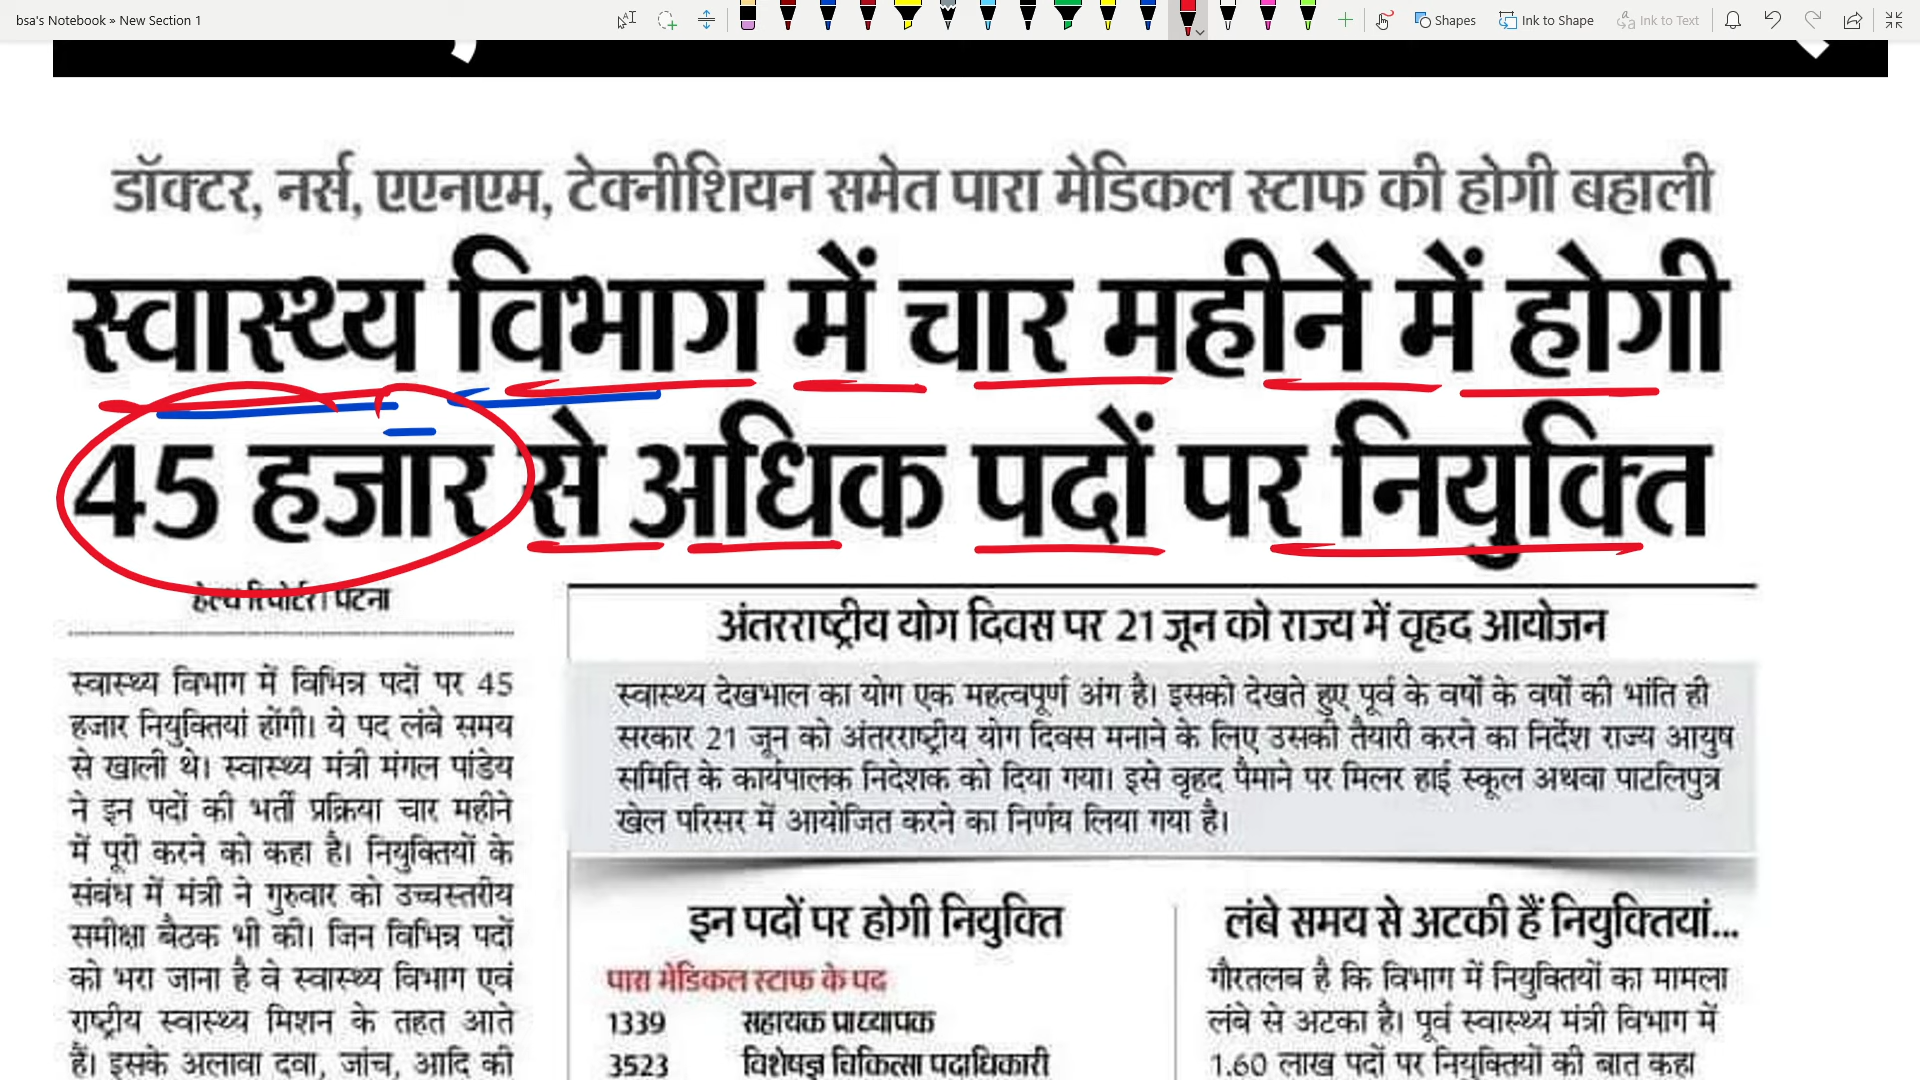 bsa's Notebook » New Section 1
Shapes
Ink to Shape
Ink to Text
डॉक्टर, नर्स, एएनएम, टेक्नीशियन समेत पारा मेडिकल स्टाफ की होगी बहाली
स्वास्थ्य विभाग में चार महीने में होगी
45 हजार से अधिक पदों पर नियुक्ति
हेल्थ रिपोर्टर। पटना
स्वास्थ्य विभाग में विभिन्न पदों पर 45
हजार नियुक्तियां होंगी। ये पद लंबे समय
से खाली थे। स्वास्थ्य मंत्री मंगल पांडेय
ने इन पदों की भर्ती प्रक्रिया चार महीने
में पूरी करने को कहा है। नियुक्तियों के
संबंध में मंत्री ने गुरुवार को उच्चस्तरीय
समीक्षा बैठक भी की। जिन विभिन्न पदों
को भरा जाना है वे स्वास्थ्य विभाग एवं
राष्ट्रीय स्वास्थ्य मिशन के तहत आते
हैं। इसके अलावा दवा, जांच, आदि की
अंतरराष्ट्रीय योग दिवस पर 21 जून को राज्य में वृहद आयोजन
स्वास्थ्य देखभाल का योग एक महत्वपूर्ण अंग है। इसको देखते हुए पूर्व के वर्षों के वर्षों की भांति ही
सरकार 21 जून को अंतरराष्ट्रीय योग दिवस मनाने के लिए उसकी तैयारी करने का निर्देश राज्य आयुष
समिति के कार्यपालक निदेशक को दिया गया। इसे वृहद पैमाने पर मिलर हाई स्कूल अथवा पाटलिपुत्र
खेल परिसर में आयोजित करने का निर्णय लिया गया है।
इन पदों पर होगी नियुक्ति
पारा मेडिकल स्टाफ के पद
1339 सहायक प्राध्यापक
3523 विशेषज्ञ चिकित्सा पदाधिकारी
लंबे समय से अटकी हैं नियुक्तियां...
गौरतलब है कि विभाग में नियुक्तियों का मामला
लंबे से अटका है। पूर्व स्वास्थ्य मंत्री विभाग में
1.60 लाख पदों पर नियुक्तियों की बात कहा